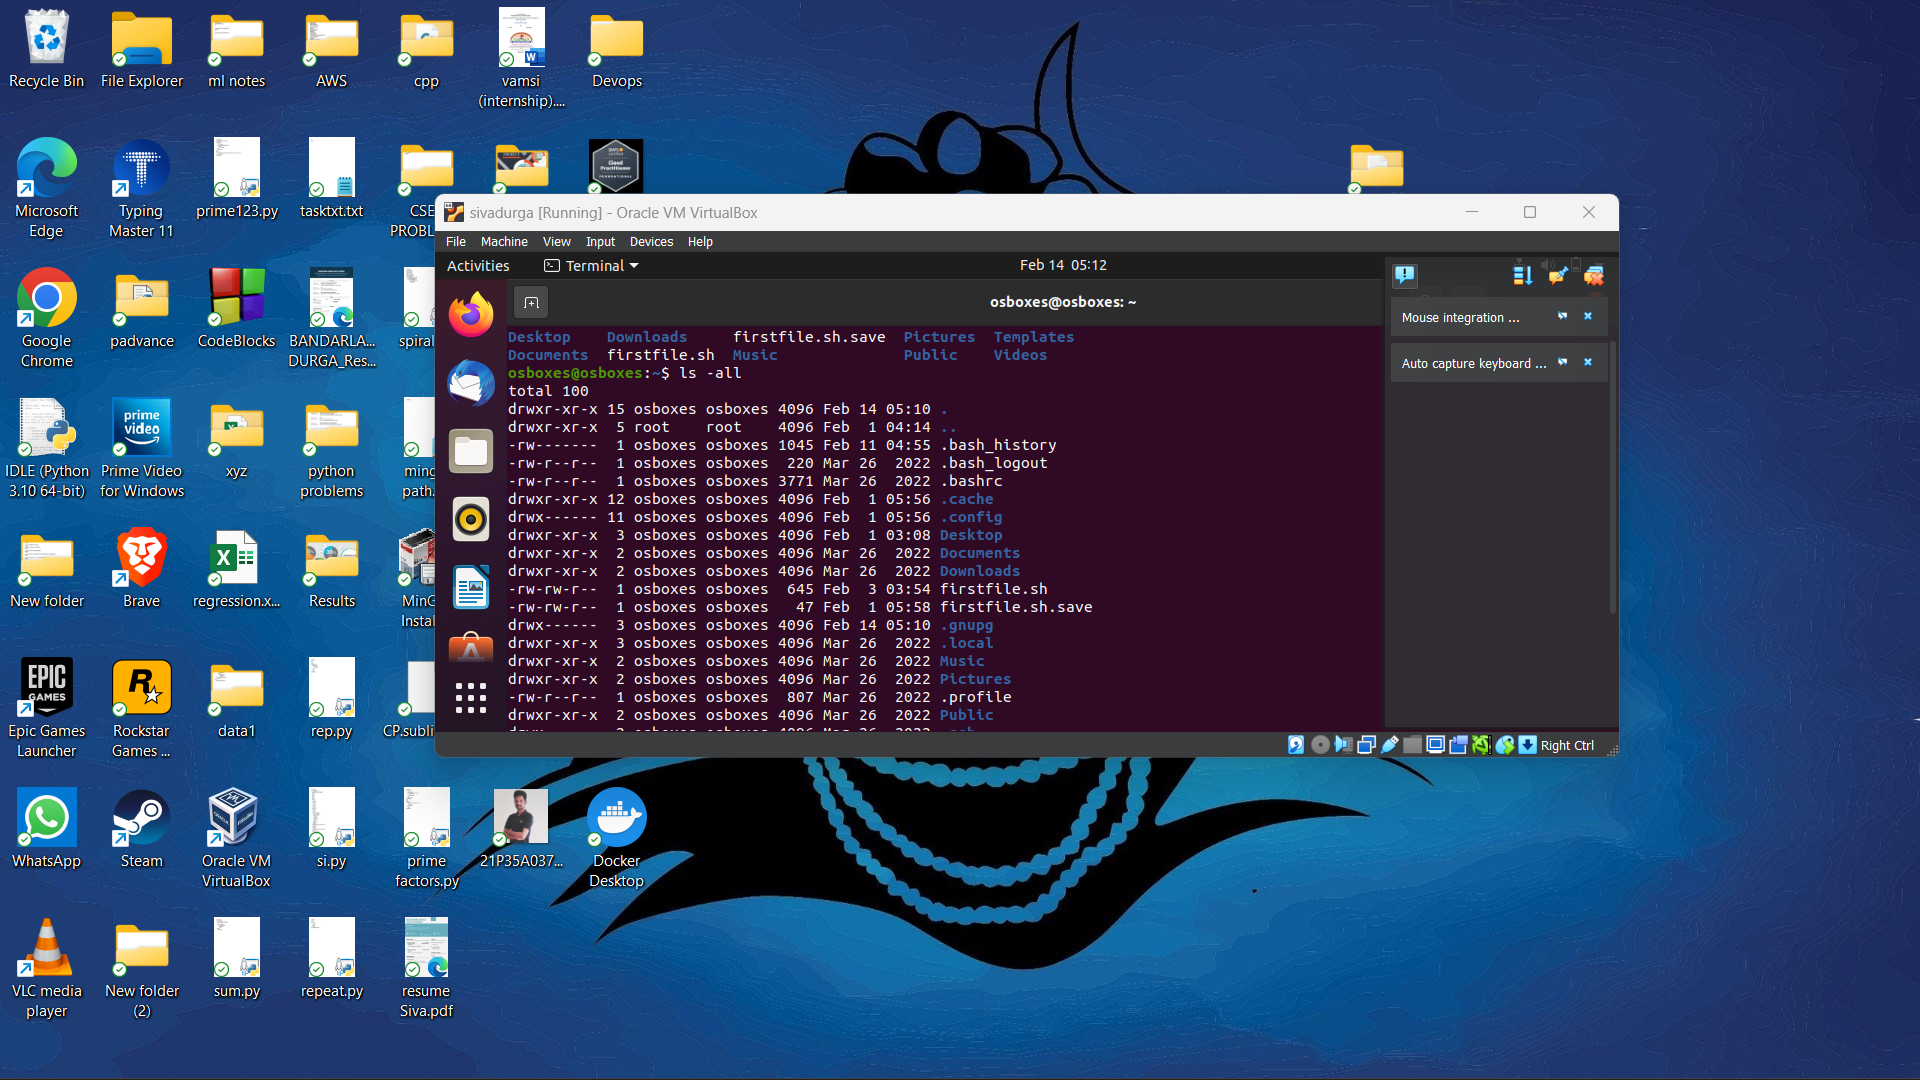 Recycle Bin
File Explorer
ml notes
AWS
cpp
vamsi
(internship)....
Devops
Microsoft
Edge
Typing
Master 11
prime123.py
tasktxt.txt
CSE
PROBL
Google
Chrome
padvance
CodeBlocks
BANDARLA...
DURGA_Res...
spiral
IDLE (Python
3.10 64-bit)
prime video
Prime Video
for Windows
xyz
python
problems
ming
path.
New folder
Brave
regression.x...
Results
MinG
Instal
EPIC
GAMES
Epic Games
Launcher
Rockstar
Games ...
data1
rep.py
CP.subli
WhatsApp
Steam
Oracle VM
VirtualBox
si.py
prime
factors.py
21P35A037...
Docker
Desktop
VLC media
player
New folder
(2)
sum.py
repeat.py
resume
Siva.pdf
sivadurga [Running] - Oracle VM VirtualBox
File Machine View Input Devices Help
Activities Terminal Feb 14 05:12
osboxes@osboxes: ~
Desktop Downloads firstfile.sh.save Pictures Templates
Documents firstfile.sh Music Public Videos
osboxes@osboxes:~$ ls -all
total 100
drwxr-xr-x 15 osboxes osboxes 4096 Feb 14 05:10 .
drwxr-xr-x 5 root root 4096 Feb 1 04:14 ..
-rw------- 1 osboxes osboxes 1045 Feb 11 04:55 .bash_history
-rw-r--r-- 1 osboxes osboxes 220 Mar 26 2022 .bash_logout
-rw-r--r-- 1 osboxes osboxes 3771 Mar 26 2022 .bashrc
drwxr-xr-x 12 osboxes osboxes 4096 Feb 1 05:56 .cache
drwx------ 11 osboxes osboxes 4096 Feb 1 05:56 .config
drwxr-xr-x 3 osboxes osboxes 4096 Feb 1 03:08 Desktop
drwxr-xr-x 2 osboxes osboxes 4096 Mar 26 2022 Documents
drwxr-xr-x 2 osboxes osboxes 4096 Mar 26 2022 Downloads
-rw-rw-r-- 1 osboxes osboxes 645 Feb 3 03:54 firstfile.sh
-rw-rw-r-- 1 osboxes osboxes 47 Feb 1 05:58 firstfile.sh.save
drwx------ 3 osboxes osboxes 4096 Feb 14 05:10 .gnupg
drwxr-xr-x 3 osboxes osboxes 4096 Mar 26 2022 .local
drwxr-xr-x 2 osboxes osboxes 4096 Mar 26 2022 Music
drwxr-xr-x 2 osboxes osboxes 4096 Mar 26 2022 Pictures
-rw-r--r-- 1 osboxes osboxes 807 Mar 26 2022 .profile
drwxr-xr-x 2 osboxes osboxes 4096 Mar 26 2022 Public
Mouse integration ...
Auto capture keyboard ...
Right Ctrl